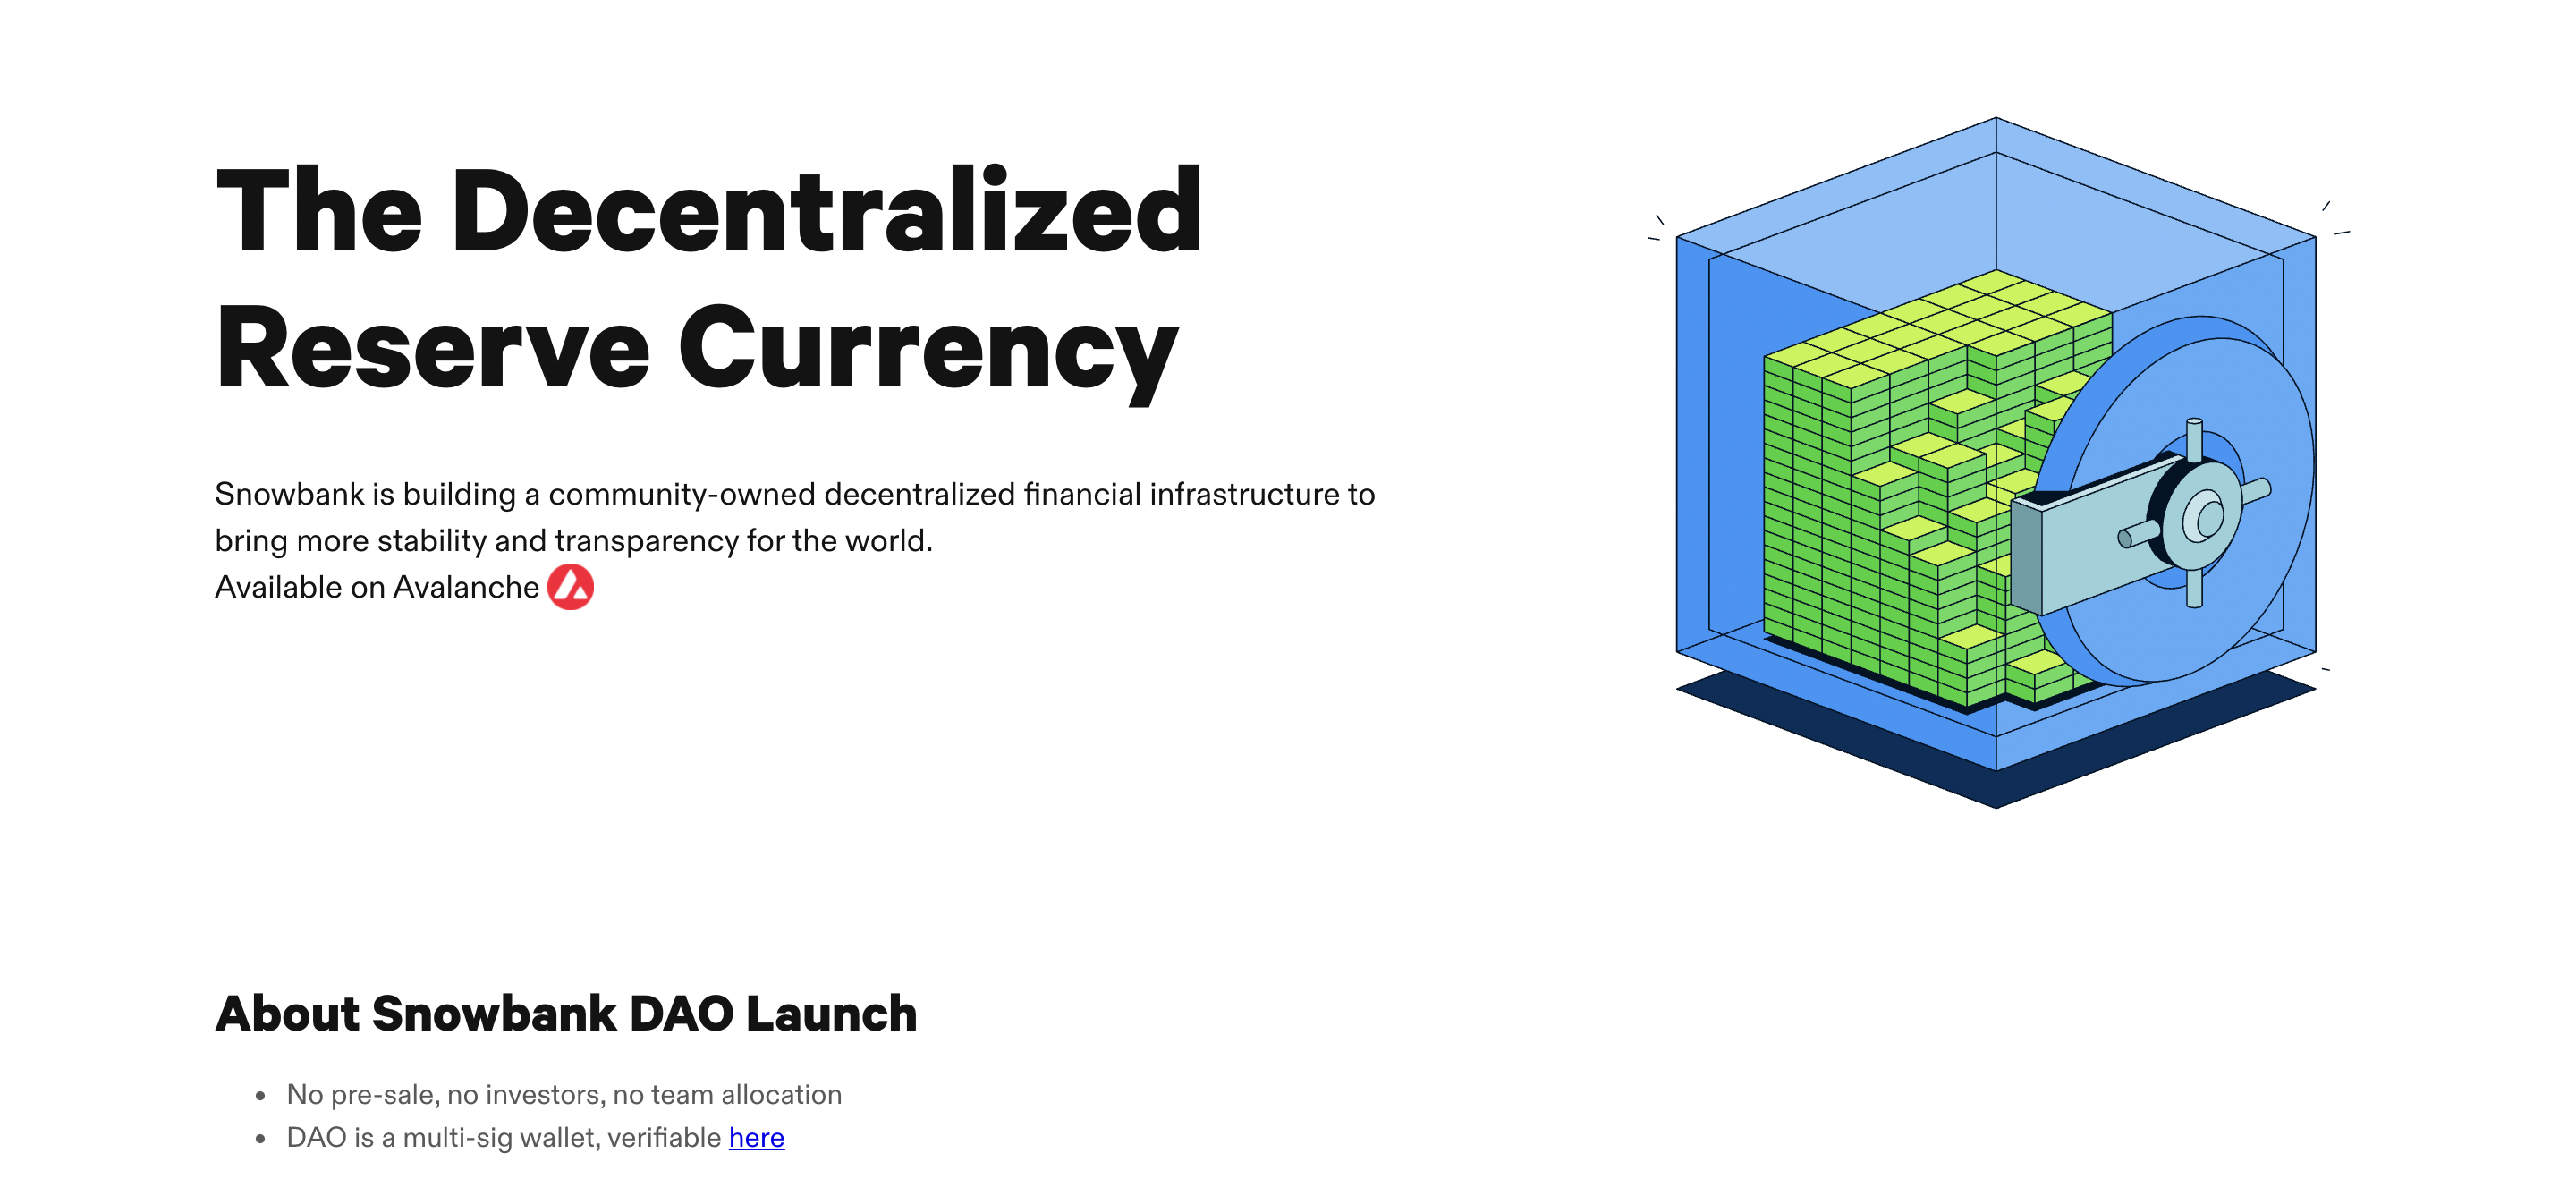 The Decentralized
Reserve Currency
Snowbank is building a community-owned decentralized financial infrastructure to
bring more stability and transparency for the world.
Available on Avalanche
About Snowbank DAO Launch
No pre-sale, no investors, no team allocation
DAO is a multi-sig wallet, verifiable here